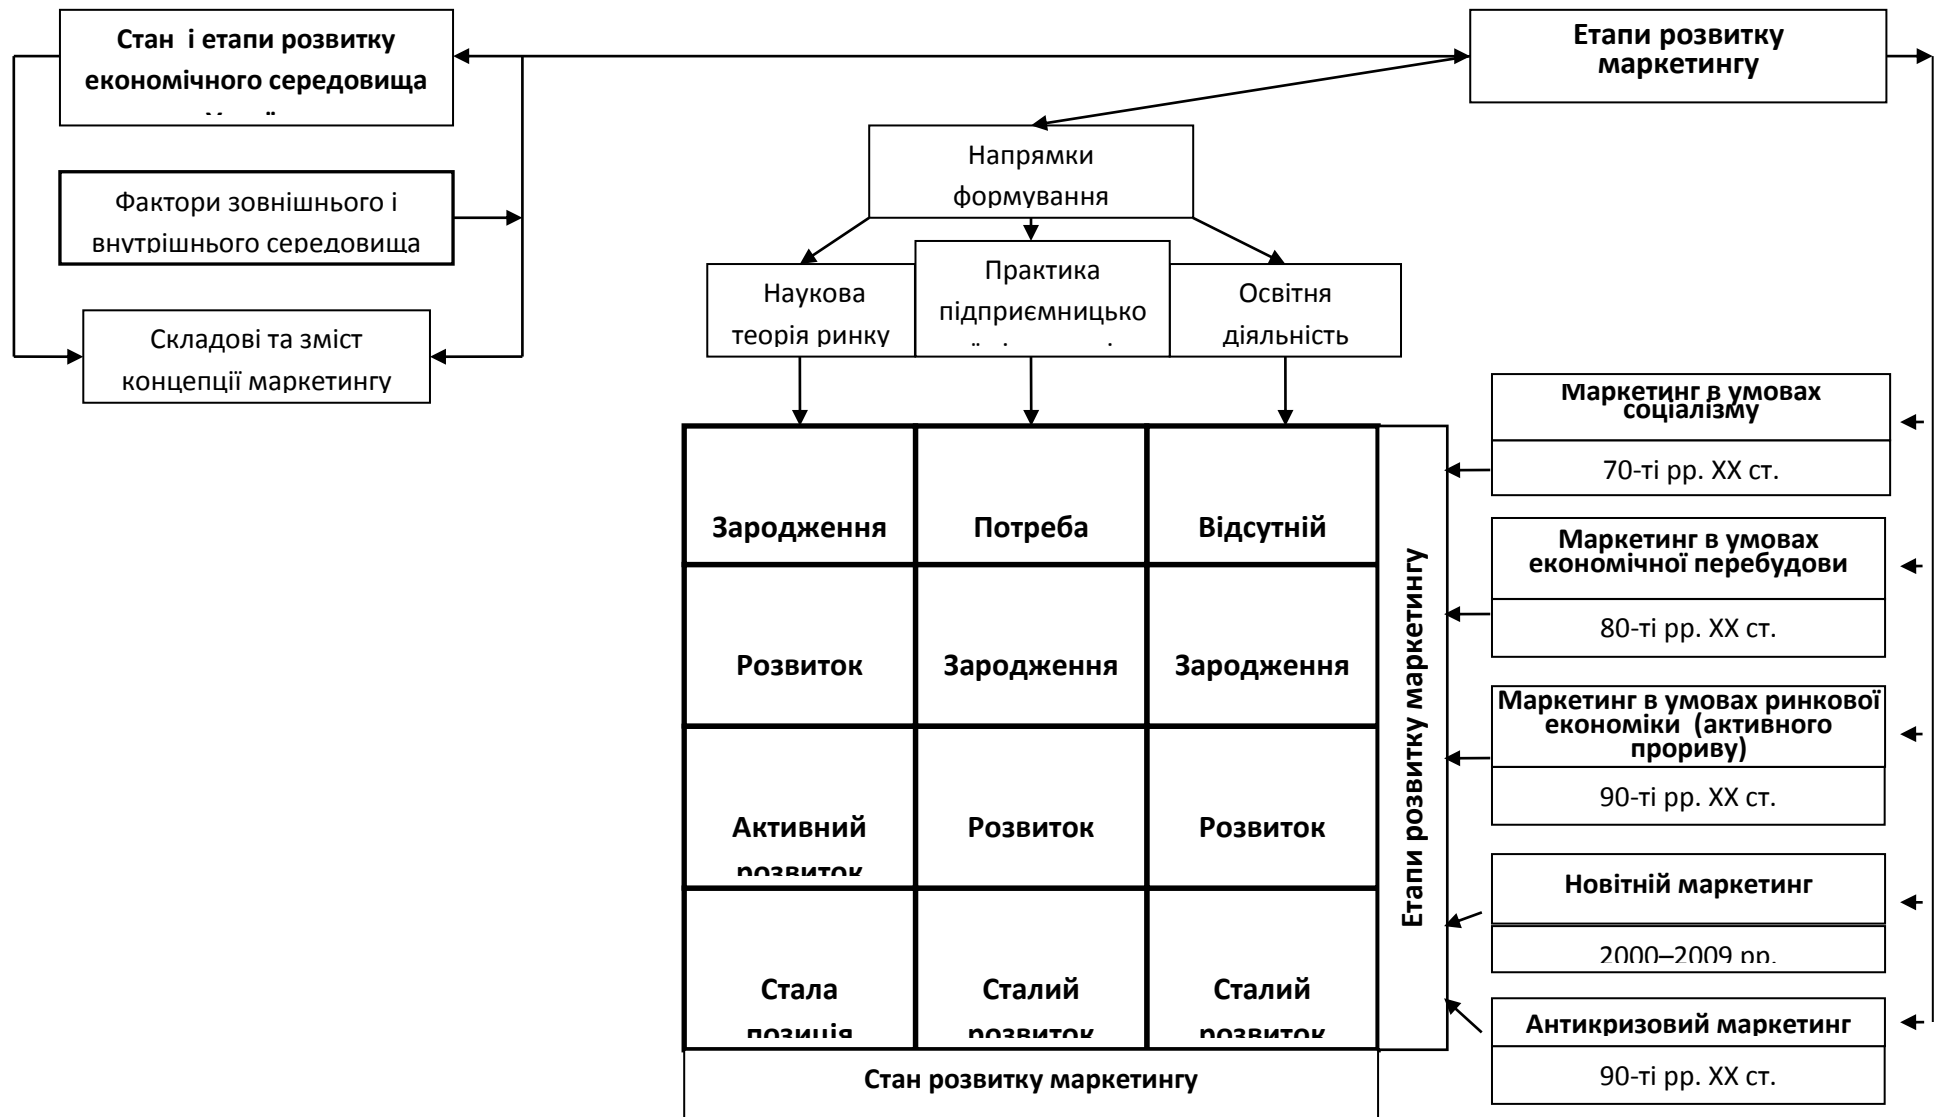 Стан і етапи розвитку
економічного середовища
Етапи розвитку
маркетингу
Напрямки
формування
Фактори зовнішнього і
внутрішнього середовища
Наукова
теорія ринку
Практика
підприємницько
Освітня
діяльність
Складові та зміст
концепції маркетингу
Зародження
Потреба
Відсутній
Розвиток
Зародження
Зародження
Активний
розвиток
Розвиток
Розвиток
Стала
позиція
Сталий
розвиток
Сталий
розвиток
Стан розвитку маркетингу
Етапи розвитку маркетингу
Маркетинг в умовах
соціалізму
70-ті рр. ХХ ст.
Маркетинг в умовах
економічної перебудови
80-ті рр. ХХ ст.
Маркетинг в умовах ринкової
економіки (активного
прориву)
90-ті рр. ХХ ст.
Новітній маркетинг
2000–2009 рр.
Антикризовий маркетинг
90-ті рр. ХХ ст.